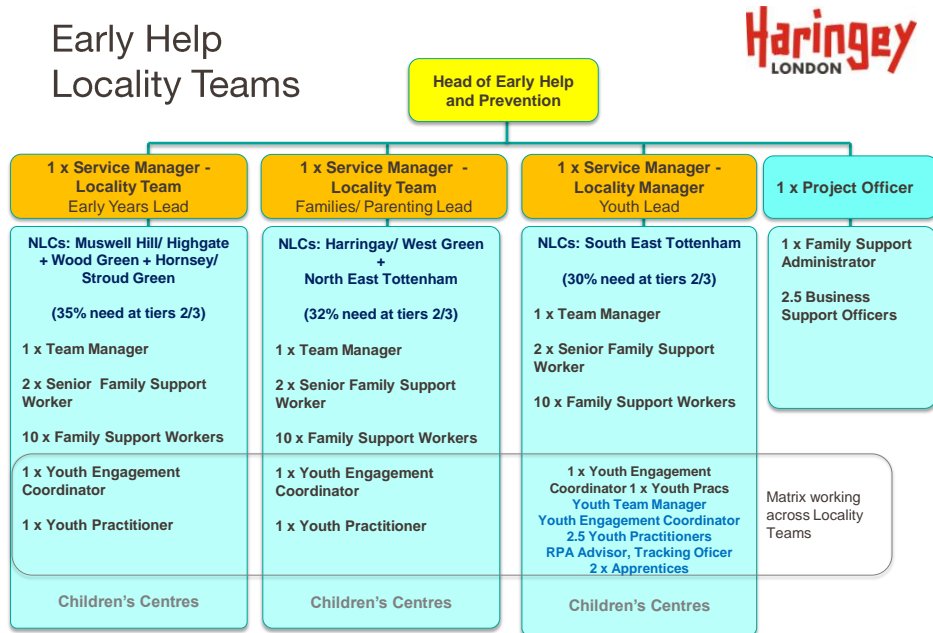 Early Help
Locality Teams
Haringey
LONDON
Head of Early Help
and Prevention
1 x Service Manager -
Locality Team
Early Years Lead
1 x Service Manager -
Locality Team
Families/ Parenting Lead
1 x Service Manager -
Locality Manager
Youth Lead
1 x Project Officer
NLCs: Muswell Hill/ Highgate
+ Wood Green + Hornsey/
Stroud Green
(35% need at tiers 2/3)
1 x Team Manager
2 x Senior Family Support
Worker
10 x Family Support Workers
1 x Youth Engagement
Coordinator
1 x Youth Practitioner
Children's Centres
NLCs: Harringay/ West Green
+
North East Tottenham
(32% need at tiers 2/3)
1 x Team Manager
2 x Senior Family Support
Worker
10 x Family Support Workers
1 x Youth Engagement
Coordinator
1 x Youth Practitioner
Children's Centres
NLCs: South East Tottenham
(30% need at tiers 2/3)
1 x Team Manager
2 x Senior Family Support
Worker
10 x Family Support Workers
1 x Youth Engagement
Coordinator 1 x Youth Pracs
Youth Team Manager
Youth Engagement Coordinator
2.5 Youth Practitioners
RPA Advisor, Tracking Oficer
2 x Apprentices
Children's Centres
1 x Family Support
Administrator
2.5 Business
Support Officers
Matrix working
across Locality
Teams